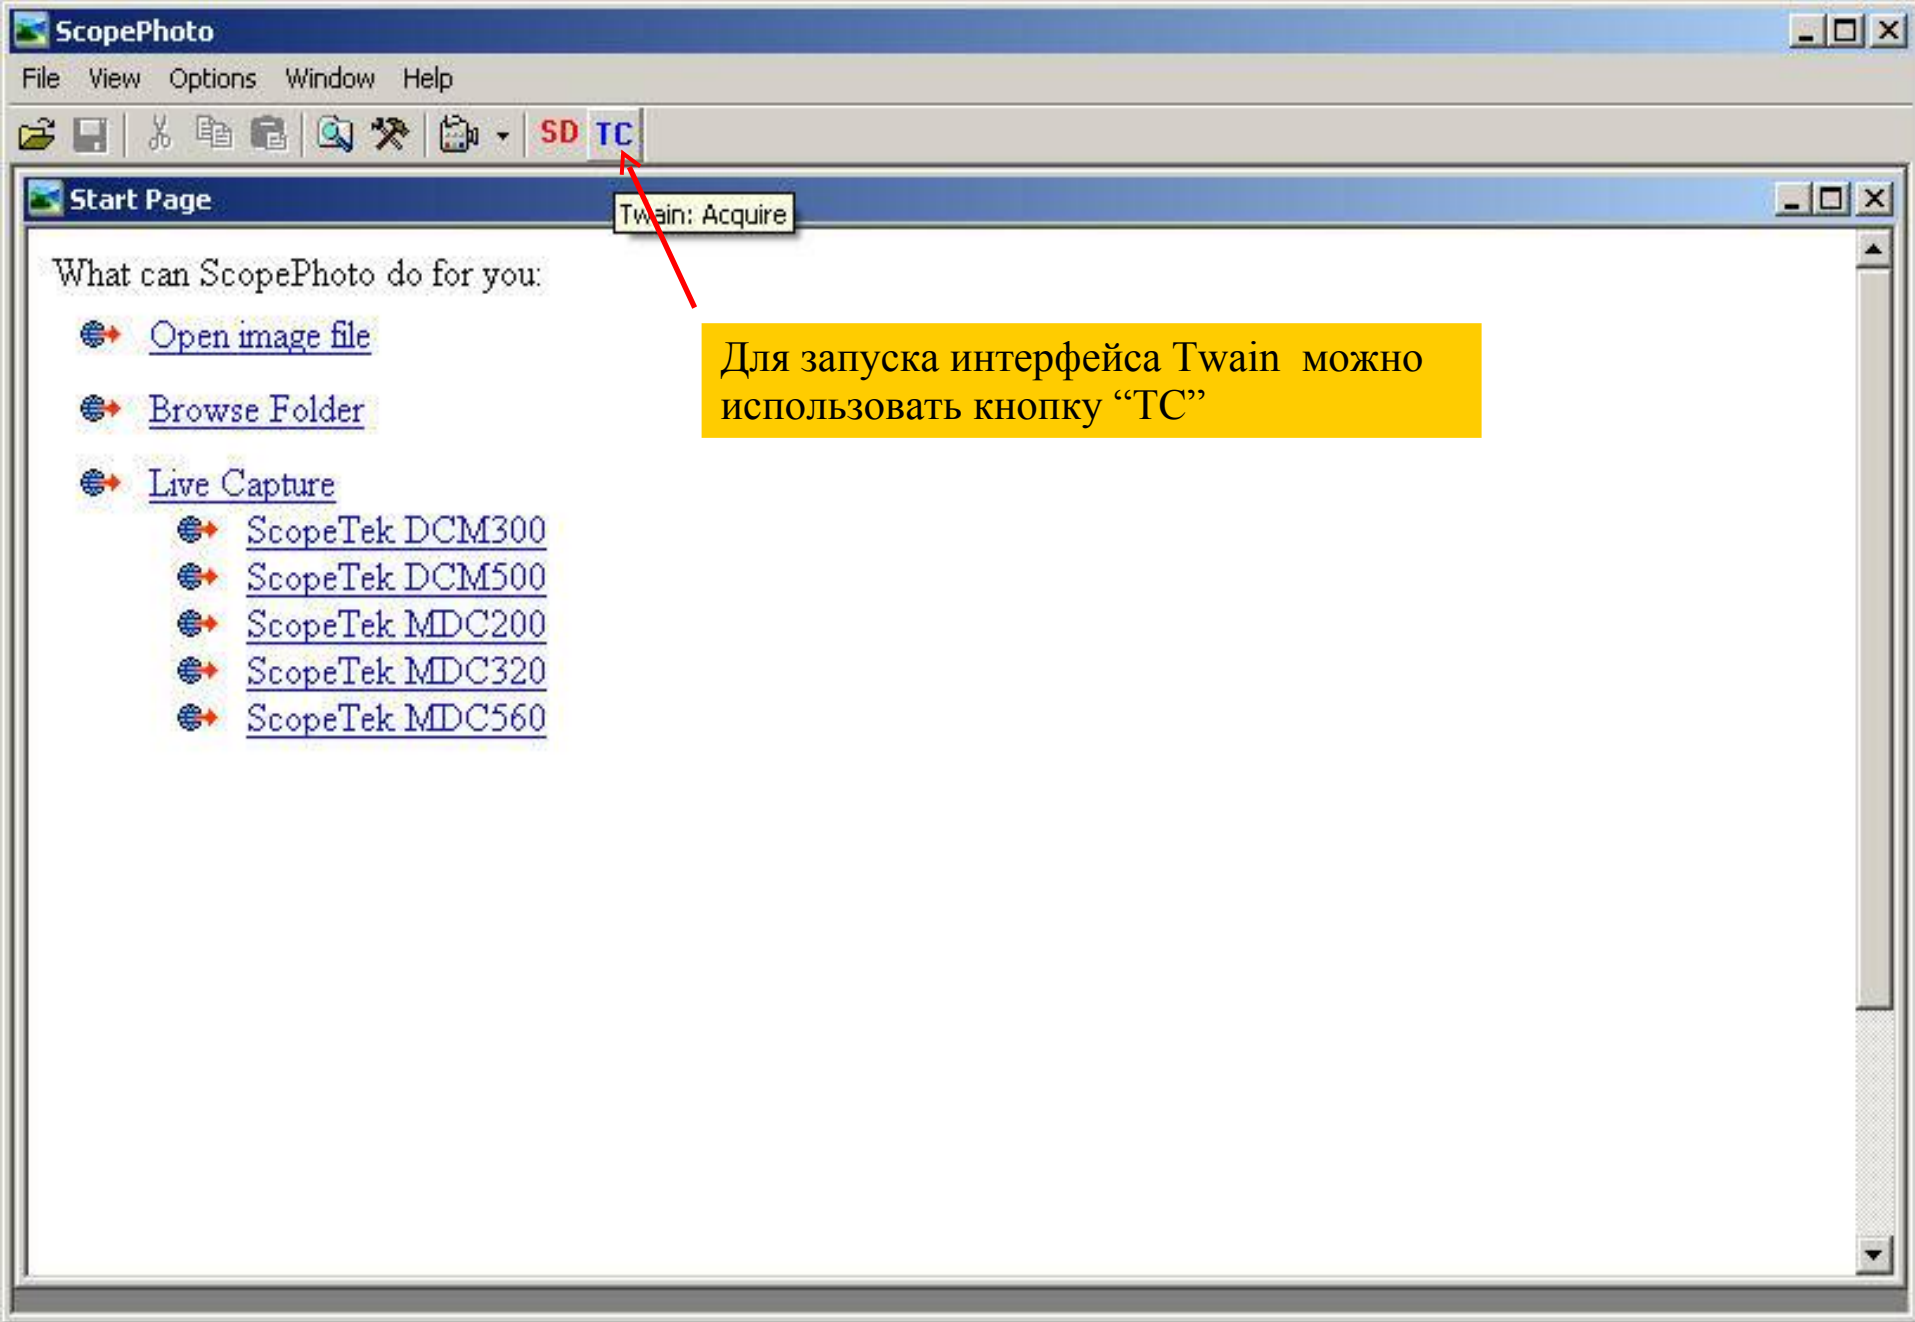 ScopePhoto
File View Options Window Help
SD TC
Start Page
Twain: Acquire
What can ScopePhoto do for you:
Open image file
Для запуска интерфейса Twain можно
использовать кнопку “TC”
Browse Folder
Live Capture
ScopeTek DCM300
ScopeTek DCM500
ScopeTek MDC200
ScopeTek MDC320
ScopeTek MDC560